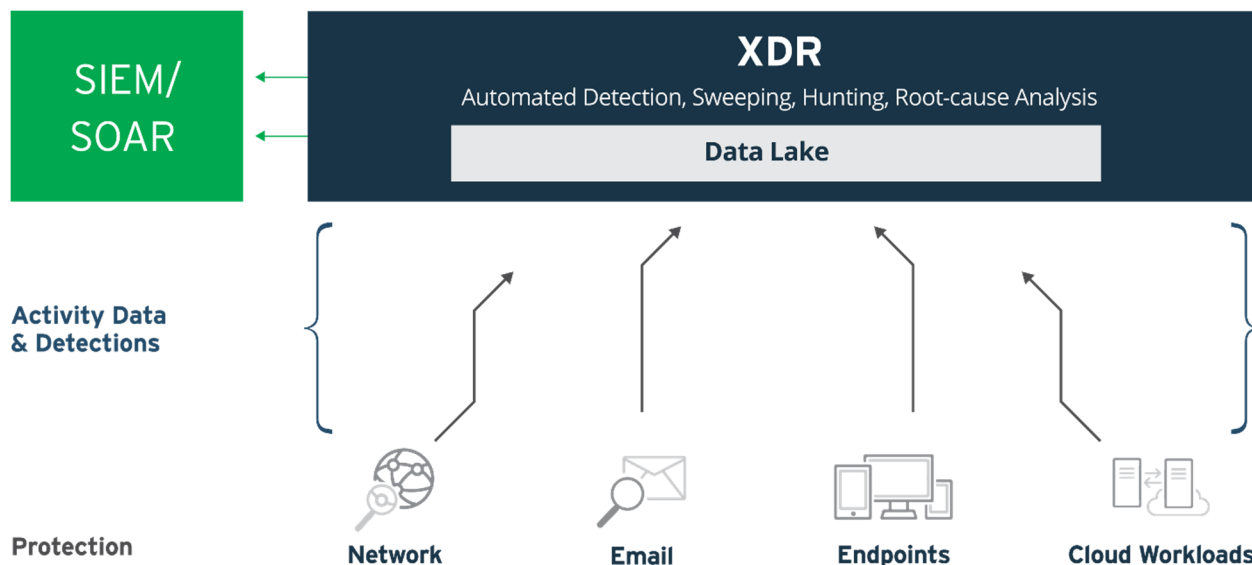 SIEM/
SOAR
XDR
Automated Detection, Sweeping, Hunting, Root-cause Analysis
Data Lake
Activity Data
& Detections
Protection
Network
Email
Endpoints
Cloud Workloads